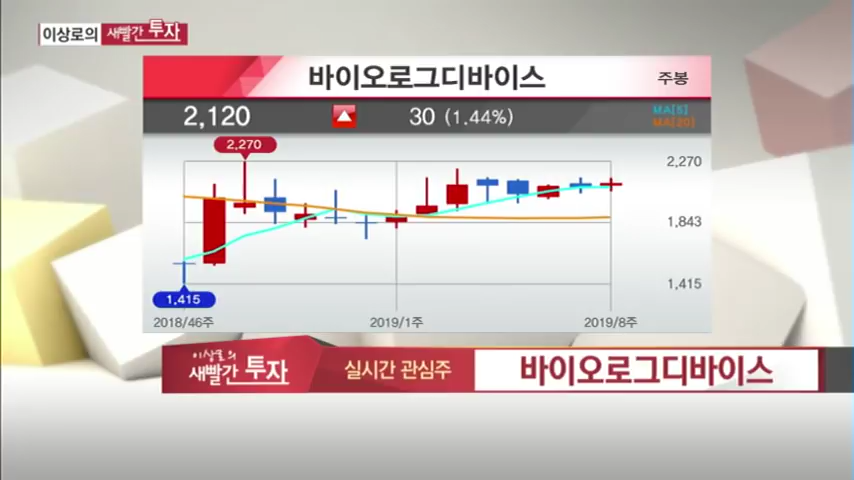 이상로의 새빨간 투자
바이오로그디바이스 주봉
2,120 30 (1.44%) MA[5]
MA[20]
2,270
2,270
1,843
1,415
1,415
2018/46주 2019/1주 2019/8주
이상로의
새빨간 투자 실시간 관심주 바이오로그디바이스